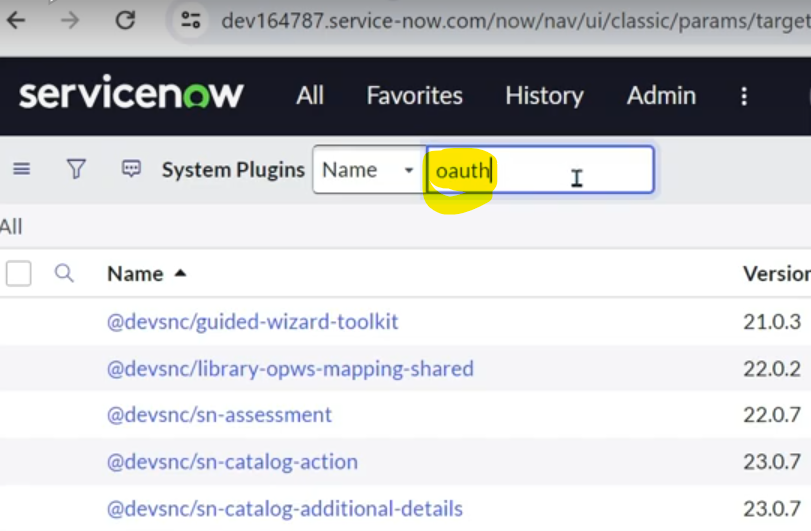 dev164787.service-now.com/now/nav/ui/classic/params/target
servicenow All Favorites History Admin
System Plugins Name oauth
All
Name Version
@devsnc/guided-wizard-toolkit 21.0.3
@devsnc/library-opws-mapping-shared 22.0.2
@devsnc/sn-assessment 22.0.7
@devsnc/sn-catalog-action 23.0.7
@devsnc/sn-catalog-additional-details 23.0.7